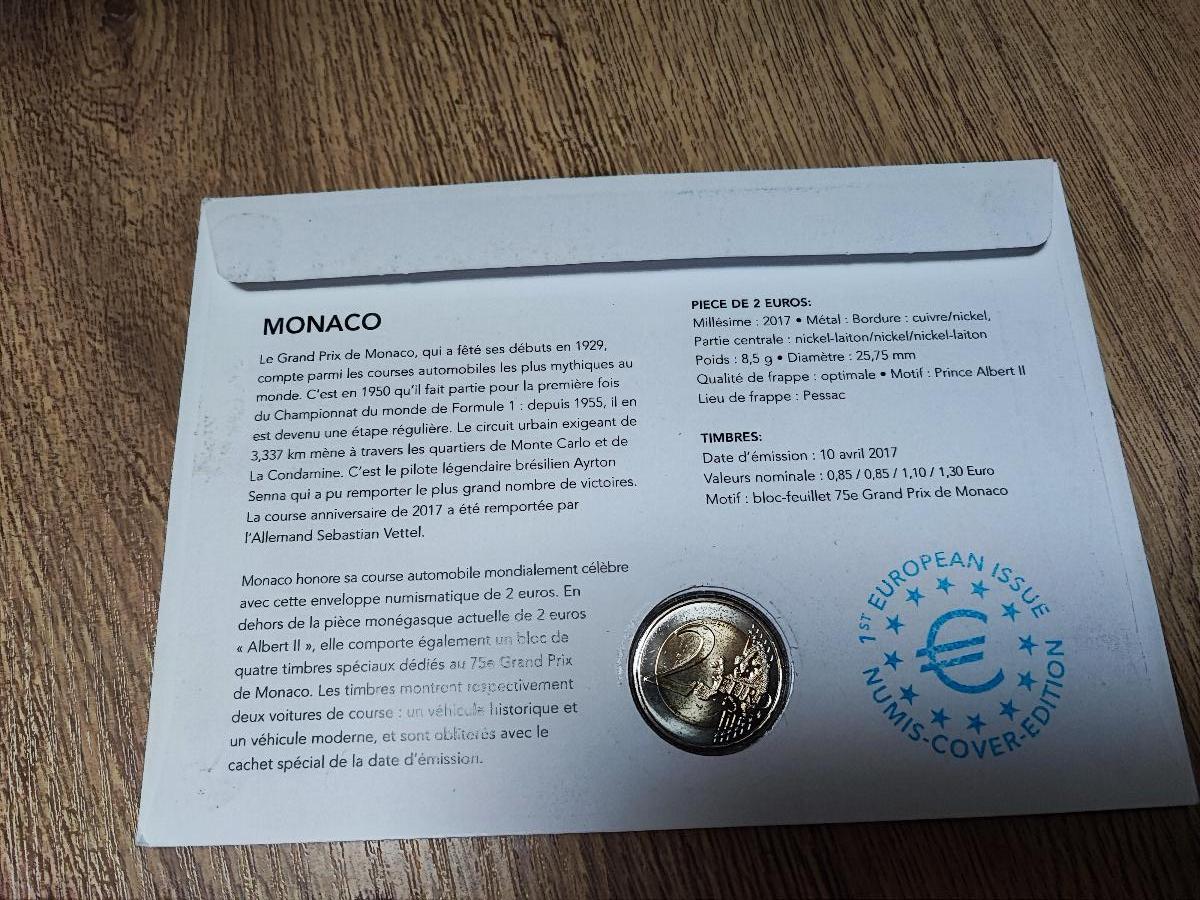 MONACO
Le Grand Prix de Monaco, qui a fêté ses débuts en 1929,
compte parmi les courses automobiles les plus mythiques au
monde. C'est en 1950 qu'il fait partie pour la première fois
du Championnat du monde de Formule 1 : depuis 1955, il en
est devenu une étape régulière. Le circuit urbain exigeant de
3,337 km mène à travers les quartiers de Monte Carlo et de
La Condamine. C'est le pilote légendaire brésilien Ayrton
Senna qui a pu remporter le plus grand nombre de victoires.
La course anniversaire de 2017 a été remportée par
l'Allemand Sebastian Vettel.
Monaco honore sa course automobile mondialement célèbre
avec cette enveloppe numismatique de 2 euros. En
dehors de la pièce monégasque actuelle de 2 euros
« Albert II », elle comporte également un bloc de
quatre timbres spéciaux dédiés au 75e Grand Prix
de Monaco. Les timbres montrent respectivement
deux voitures de course : un véhicule historique et
un véhicule moderne, et sont oblitérés avec le
cachet spécial de la date d'émission.
PIECE DE 2 EUROS:
Millésime : 2017 • Métal : Bordure : cuivre/nickel,
Partie centrale : nickel-laiton/nickel/nickel-laiton
Poids : 8,5 g • Diamètre : 25,75 mm
Qualité de frappe : optimale • Motif : Prince Albert II
Lieu de frappe : Pessac
TIMBRES:
Date d'émission : 10 avril 2017
Valeurs nominale : 0,85 / 0,85 / 1,10 / 1,30 Euro
Motif : bloc-feuillet 75e Grand Prix de Monaco
2
1ST EUROPEAN ISSUE
€
NUMIS-COVER-EDITION